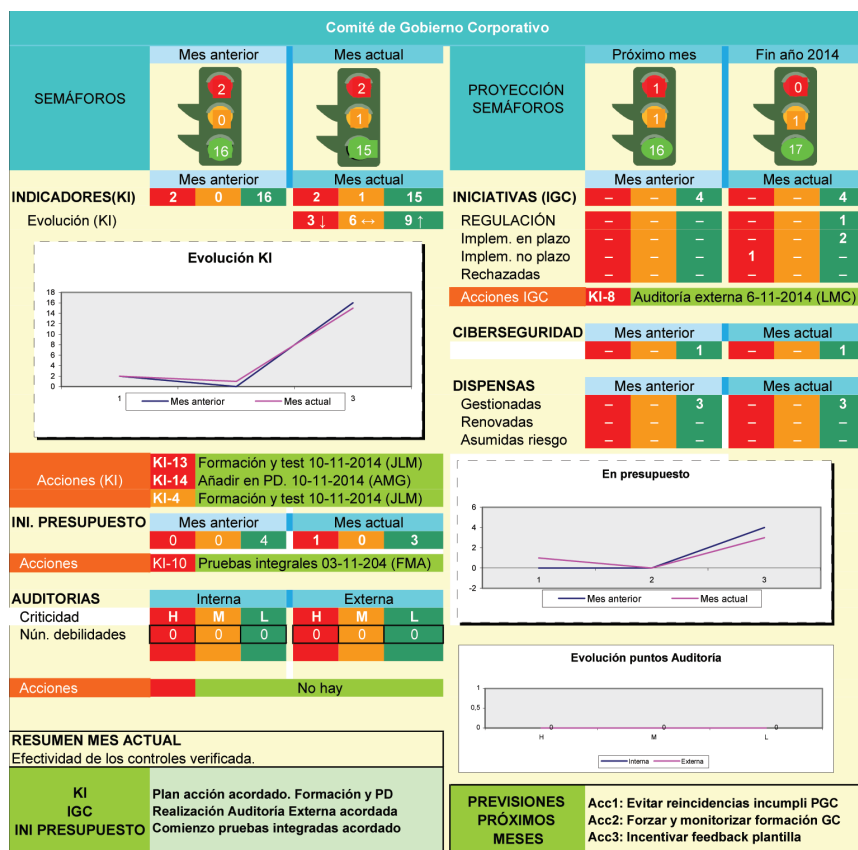 Comité de Gobierno Corporativo
SEMÁFOROS
Mes anterior Mes actual
2 2
0 1
16 15
PROYECCIÓN
SEMÁFOROS
Próximo mes Fin año 2014
1 0
1 1
16 17
Mes anterior Mes actual
INDICADORES(KI) 2 0 16 2 1 15
Evolución (KI) 3 ↓ 6 ↔ 9 ↑
Evolución KI
18
16
14
12
10
8
6
4
2
0
1 3
Mes anterior Mes actual
Acciones (KI)
KI-13 Formación y test 10-11-2014 (JLM)
KI-14 Añadir en PD. 10-11-2014 (AMG)
KI-4 Formación y test 10-11-2014 (JLM)
INI. PRESUPUESTO Mes anterior Mes actual
0 0 4 1 0 3
Acciones KI-10 Pruebas integrales 03-11-204 (FMA)
AUDITORIAS Interna Externa
Criticidad H M L H M L
Nún. debilidades 0 0 0 0 0 0
Acciones No hay
RESUMEN MES ACTUAL
Efectividad de los controles verificada.
KI Plan acción acordado. Formación y PD
IGC Realización Auditoría Externa acordada
INI PRESUPUESTO Comienzo pruebas integradas acordado
Mes anterior Mes actual
INICIATIVAS (IGC) – – 4 – – 4
REGULACIÓN – – – – – 1
Implem. en plazo – – – – – 2
Implem. no plazo – – – 1 – –
Rechazadas – – – – – –
Acciones IGC KI-8 Auditoría externa 6-11-2014 (LMC)
CIBERSEGURIDAD Mes anterior Mes actual
– – 1 – – 1
DISPENSAS Mes anterior Mes actual
Gestionadas – – 3 – – 3
Renovadas – – – – – –
Asumidas riesgo – – – – – –
En presupuesto
6
4
2
0
-2
1 2 3
Mes anterior Mes actual
Evolución puntos Auditoría
1
0,5
0
0 0 0
H M L
Interna Externa
PREVISIONES
PRÓXIMOS
MESES
Acc1: Evitar reincidencias incumpli PGC
Acc2: Forzar y monitorizar formación GC
Acc3: Incentivar feedback plantilla